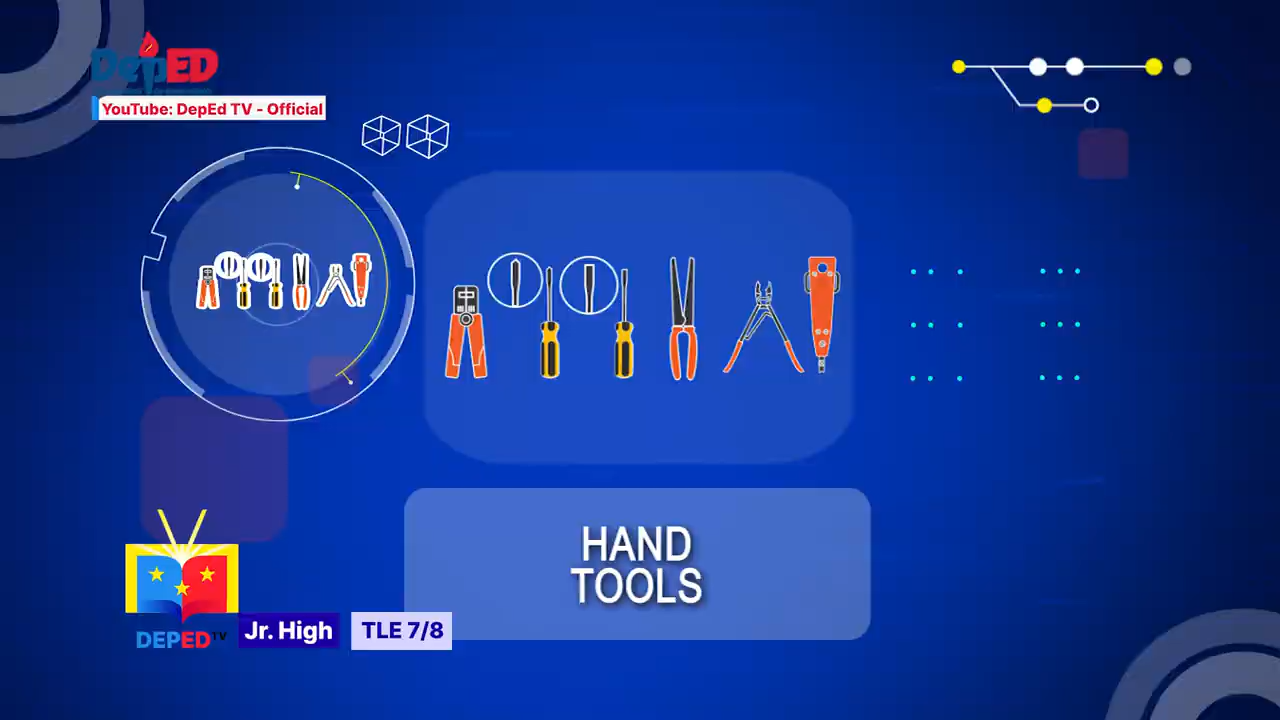 DepED
YouTube: DepEd TV - Official
HAND
TOOLS
DEPED TV
Jr. High
TLE 7/8